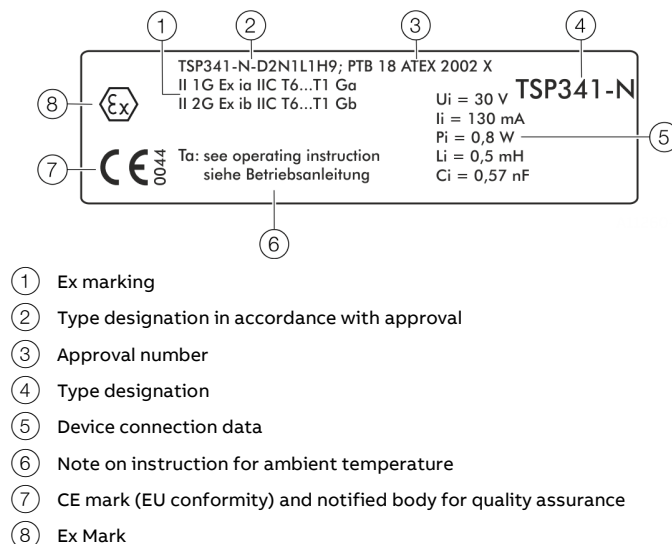 1 2 3 4
TSP341-N-D2N1L1H9; PTB 18 ATEX 2002 X
II 1G Ex ia IIC T6...T1 Ga
II 2G Ex ib IIC T6...T1 Gb
TSP341-N
Ui = 30 V
Ii = 130 mA
Pi = 0,8 W
Li = 0,5 mH
Ci = 0,57 nF
8 εx
5
7 CE 0044
Ta: see operating instruction
siehe Betriebsanleitung
6
1 Ex marking
2 Type designation in accordance with approval
3 Approval number
4 Type designation
5 Device connection data
6 Note on instruction for ambient temperature
7 CE mark (EU conformity) and notified body for quality assurance
8 Ex Mark